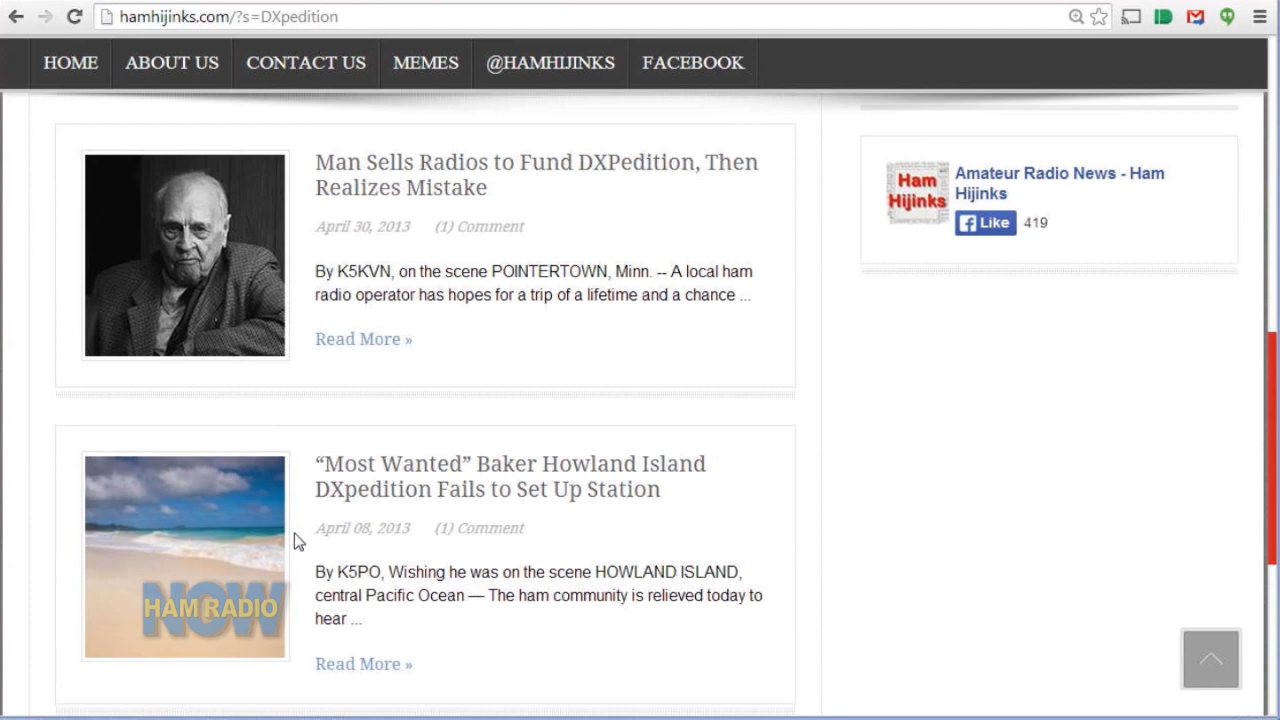 hamhijinks.com/?s=DXpedition
HOME ABOUT US CONTACT US MEMES @HAMHIJINKS FACEBOOK
Man Sells Radios to Fund DXPedition, Then
Realizes Mistake
April 30, 2013 (1) Comment
By K5KVN, on the scene POINTERTOWN, Minn. -- A local ham
radio operator has hopes for a trip of a lifetime and a chance ...
Read More »
Ham
Hijinks
Amateur Radio News - Ham
Hijinks
Like 419
“Most Wanted” Baker Howland Island
DXpedition Fails to Set Up Station
April 08, 2013 (1) Comment
By K5PO, Wishing he was on the scene HOWLAND ISLAND,
central Pacific Ocean — The ham community is relieved today to
hear ...
Read More »
NOW
HAM RADIO